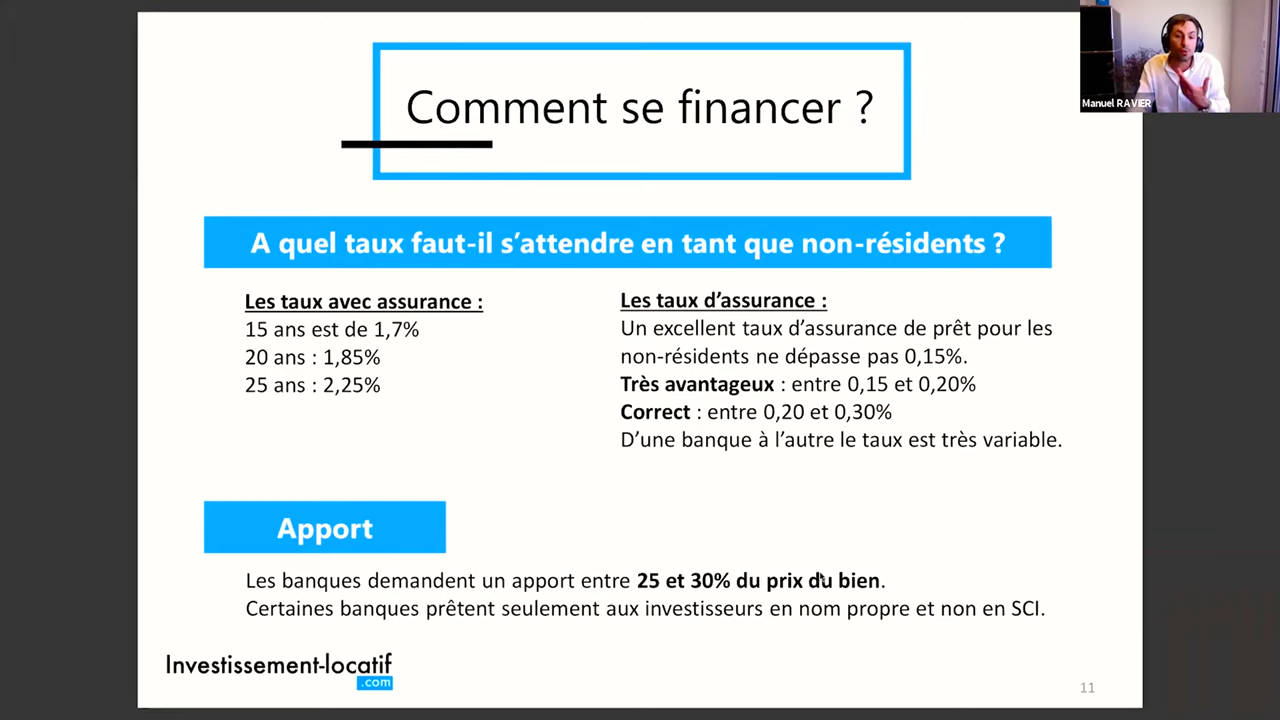 Comment se financer ?
Manuel RAVIER
A quel taux faut-il s’attendre en tant que non-résidents ?
Les taux avec assurance :
15 ans est de 1,7%
20 ans : 1,85%
25 ans : 2,25%
Les taux d’assurance :
Un excellent taux d’assurance de prêt pour les
non-résidents ne dépasse pas 0,15%.
Très avantageux : entre 0,15 et 0,20%
Correct : entre 0,20 et 0,30%
D’une banque à l’autre le taux est très variable.
Apport
Les banques demandent un apport entre 25 et 30% du prix du bien.
Certaines banques prêtent seulement aux investisseurs en nom propre et non en SCI.
Investissement-locatif
.com
11